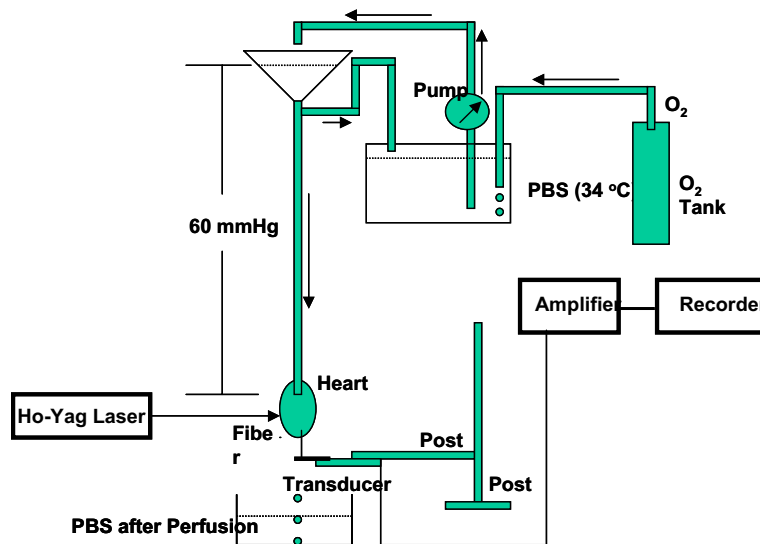 Pump
O2
PBS (34 oC)
O2
Tank
60 mmHg
Amplifier
Recorder
Heart
Ho-Yag Laser
Fibe
r
Post
Transducer
Post
PBS after Perfusion